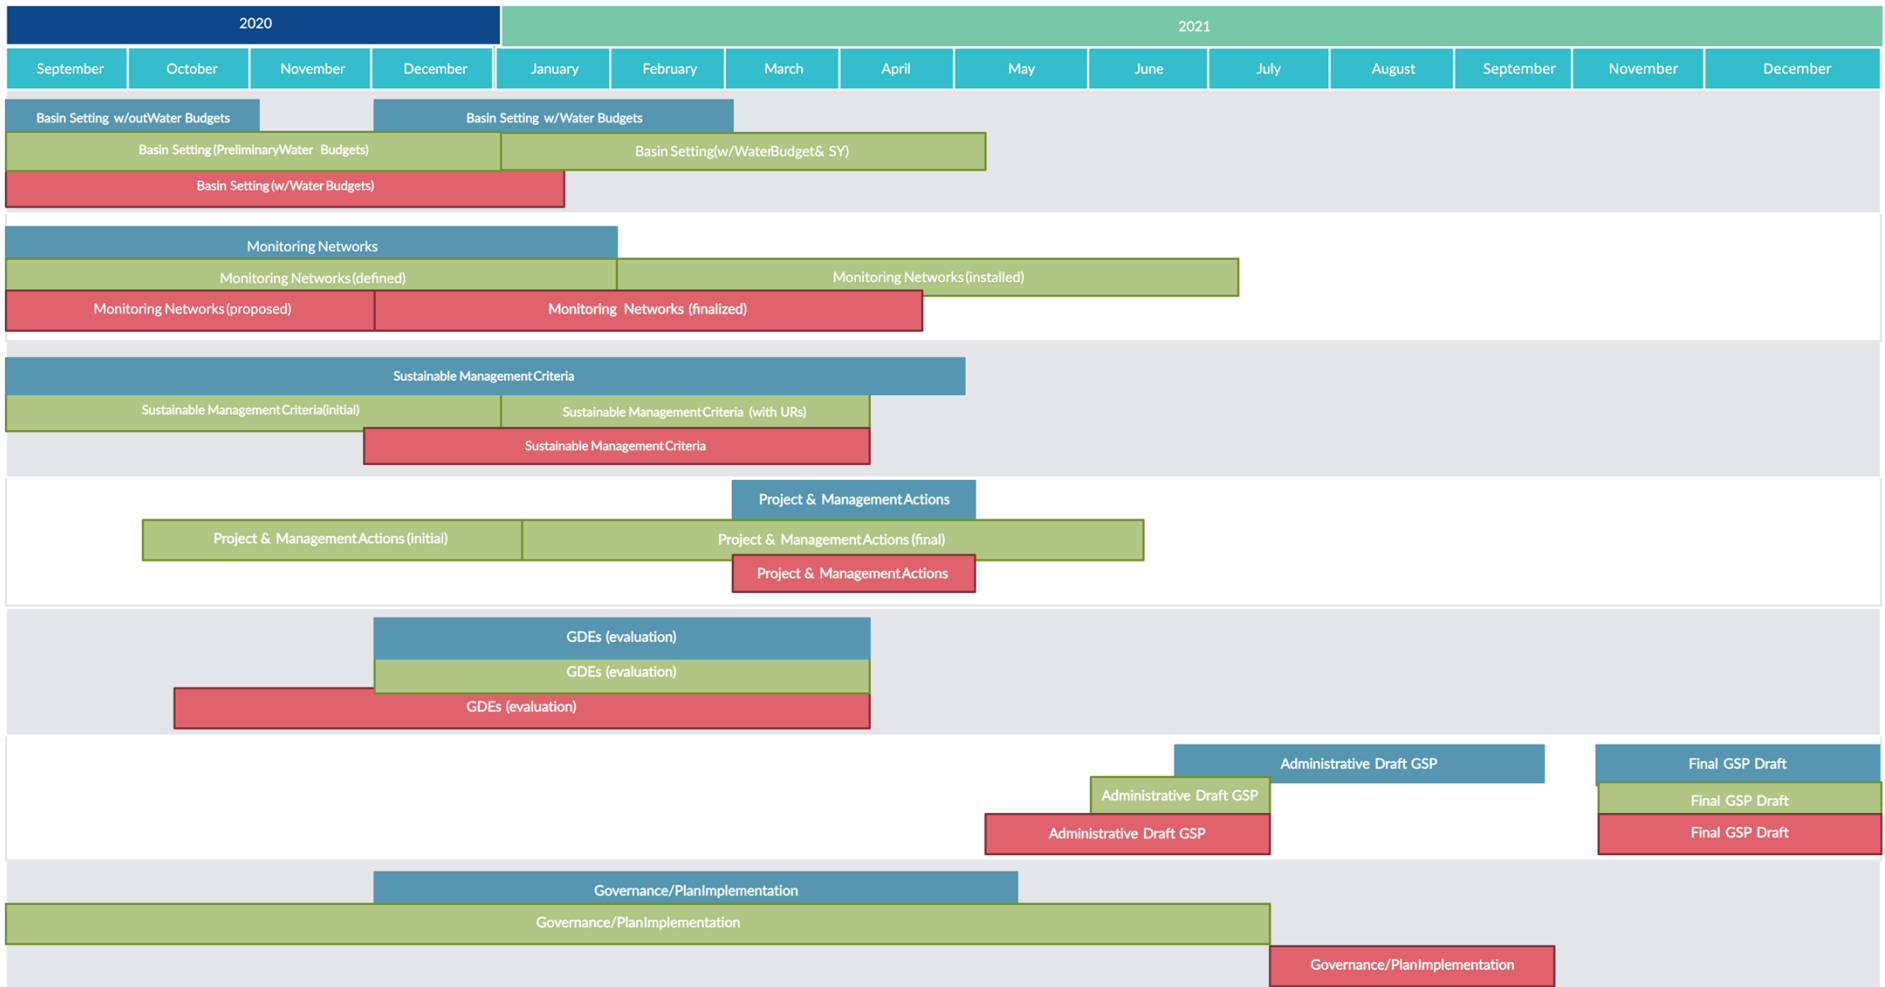 2020
2021
September October November December January February March April May June July August September November December
Basin Setting w/outWater Budgets
Basin Setting w/Water Budgets
Basin Setting (PreliminaryWater Budgets)
Basin Setting(w/WaterBudget& SY)
Basin Setting (w/Water Budgets)
Monitoring Networks
Monitoring Networks (defined)
Monitoring Networks (installed)
Monitoring Networks (proposed)
Monitoring Networks (finalized)
Sustainable Management Criteria
Sustainable Management Criteria(initial)
Sustainable Management Criteria (with URs)
Sustainable Management Criteria
Project & Management Actions
Project & Management Actions (initial)
Project & Management Actions (final)
Project & Management Actions
GDEs (evaluation)
GDEs (evaluation)
GDEs (evaluation)
Administrative Draft GSP
Final GSP Draft
Administrative Draft GSP
Final GSP Draft
Administrative Draft GSP
Final GSP Draft
Governance/PlanImplementation
Governance/PlanImplementation
Governance/PlanImplementation